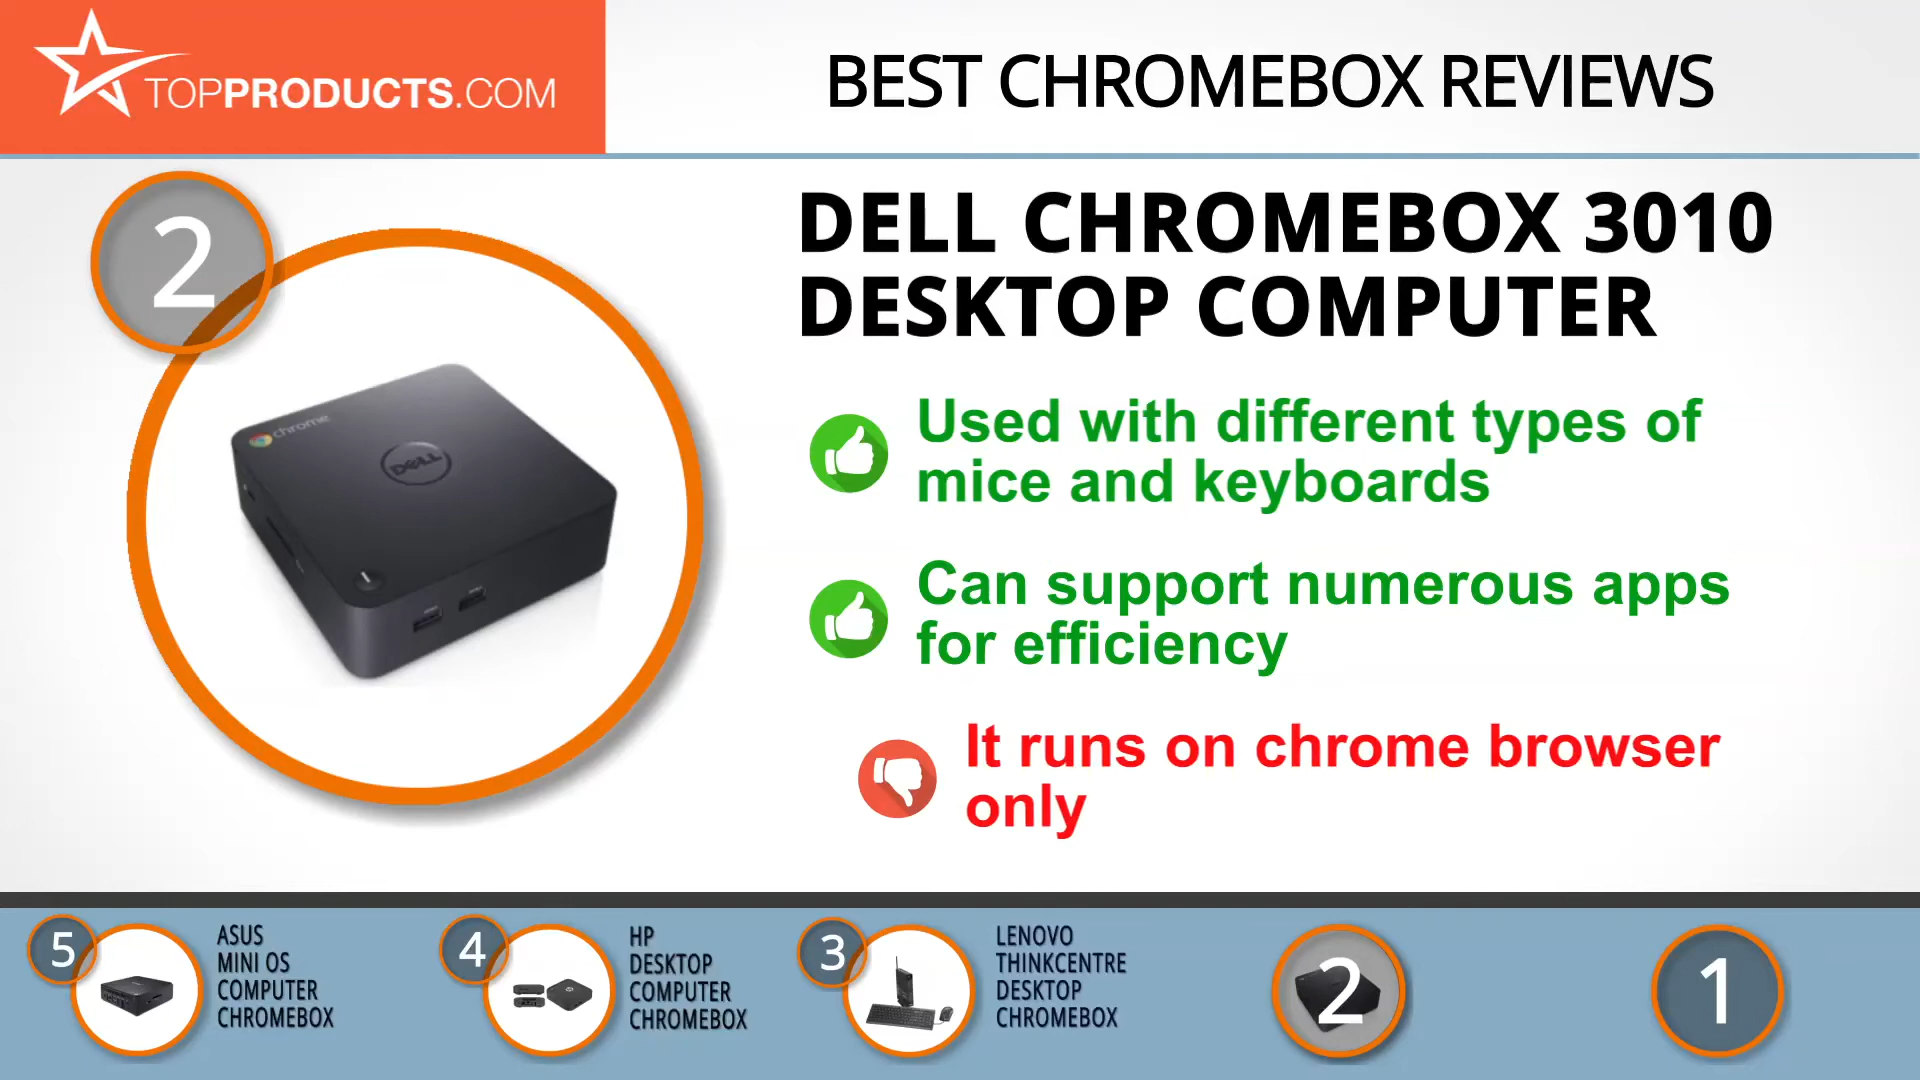 TOPPRODUCTS.COM
BEST CHROMEBOX REVIEWS
2
DELL CHROMEBOX 3010
DESKTOP COMPUTER
chrome
DELL
Used with different types of
mice and keyboards
Can support numerous apps
for efficiency
It runs on chrome browser
only
5
ASUS
MINI OS
COMPUTER
CHROMEBOX
4
HP
DESKTOP
COMPUTER
CHROMEBOX
3
LENOVO
THINKCENTRE
DESKTOP
CHROMEBOX
2
1